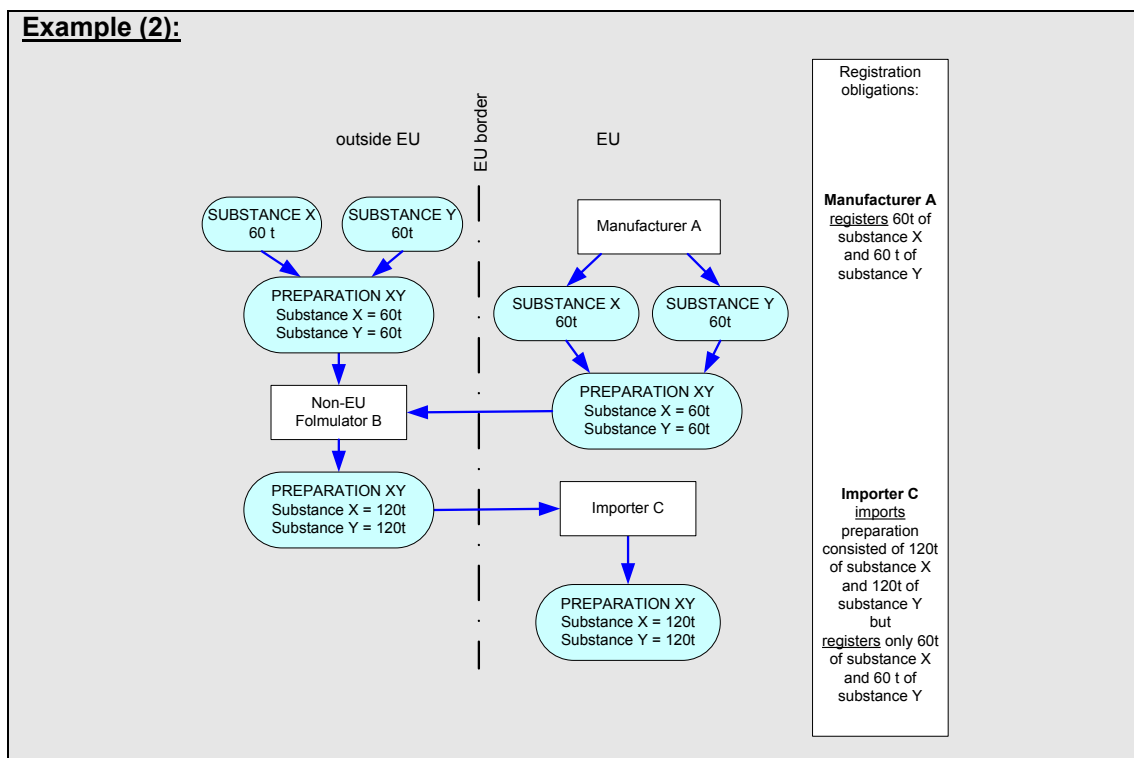 Example (2):
outside EU
EU border
EU
SUBSTANCE X
60 t
SUBSTANCE Y
60t
PREPARATION XY
Substance X = 60t
Substance Y = 60t
Non-EU
Folmulator B
PREPARATION XY
Substance X = 120t
Substance Y = 120t
Manufacturer A
SUBSTANCE X
60t
SUBSTANCE Y
60t
PREPARATION XY
Substance X = 60t
Substance Y = 60t
Importer C
PREPARATION XY
Substance X = 120t
Substance Y = 120t
Registration
obligations:
Manufacturer A
registers 60t of
substance X
and 60 t of
substance Y
Importer C
imports
preparation
consisted of 120t
of substance X
and 120t of
substance Y
but
registers only 60t
of substance X
and 60 t of
substance Y